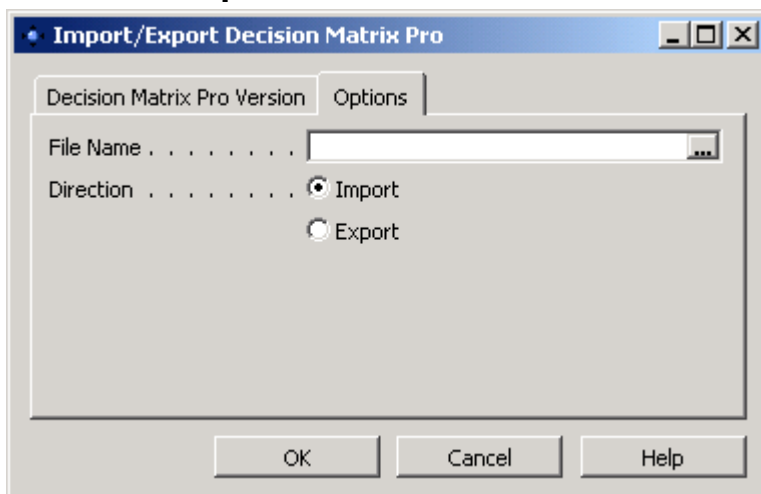 Import/Export Decision Matrix Pro
Decision Matrix Pro Version Options
File Name . . . . . . . . ...
Direction . . . . . . . . Import
Export
OK Cancel Help